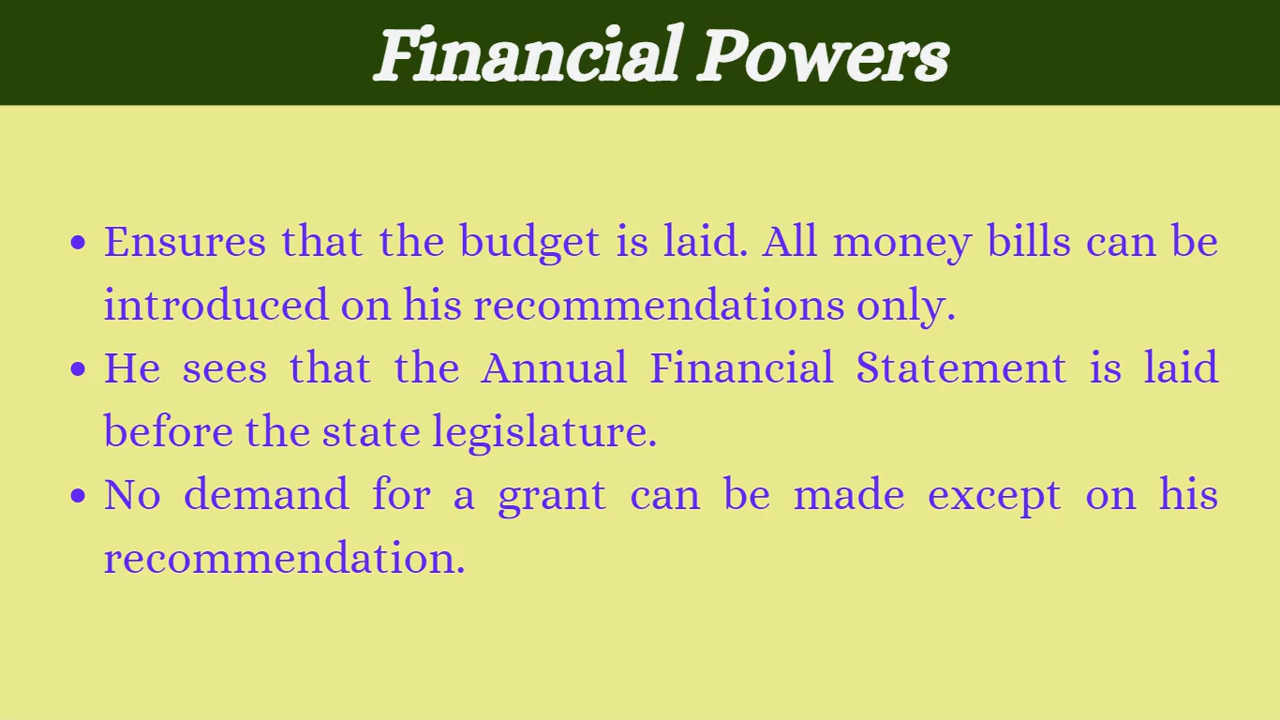 Financial Powers
• Ensures that the budget is laid. All money bills can be
introduced on his recommendations only.
• He sees that the Annual Financial Statement is laid
before the state legislature.
• No demand for a grant can be made except on his
recommendation.